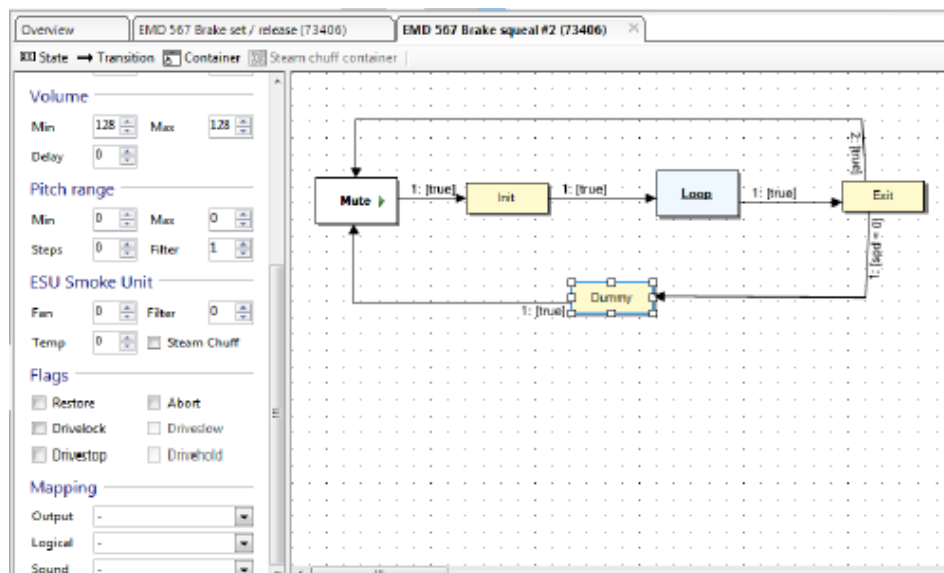 Overview
EMD 567 Brake set / release (73406)
EMD 567 Brake squeal #2 (73406)
State Transition Container Steam chuff container
Volume
Min 128 Max 128
Delay 0
Pitch range
Min 0 Max 0
Steps 0 Filter 1
ESU Smoke Unit
Fan 0 Filter 0
Temp 0 Steam Chuff
Flags
Restore Abort
Drivelock Driveslow
Drivestop Drivehold
Mapping
Output -
Logical -
Sound -
2: [true]
Mute 1: [true] Init 1: [true] Loop 1: [true] Exit
1: [spd = 0]
Dummy
1: [true]